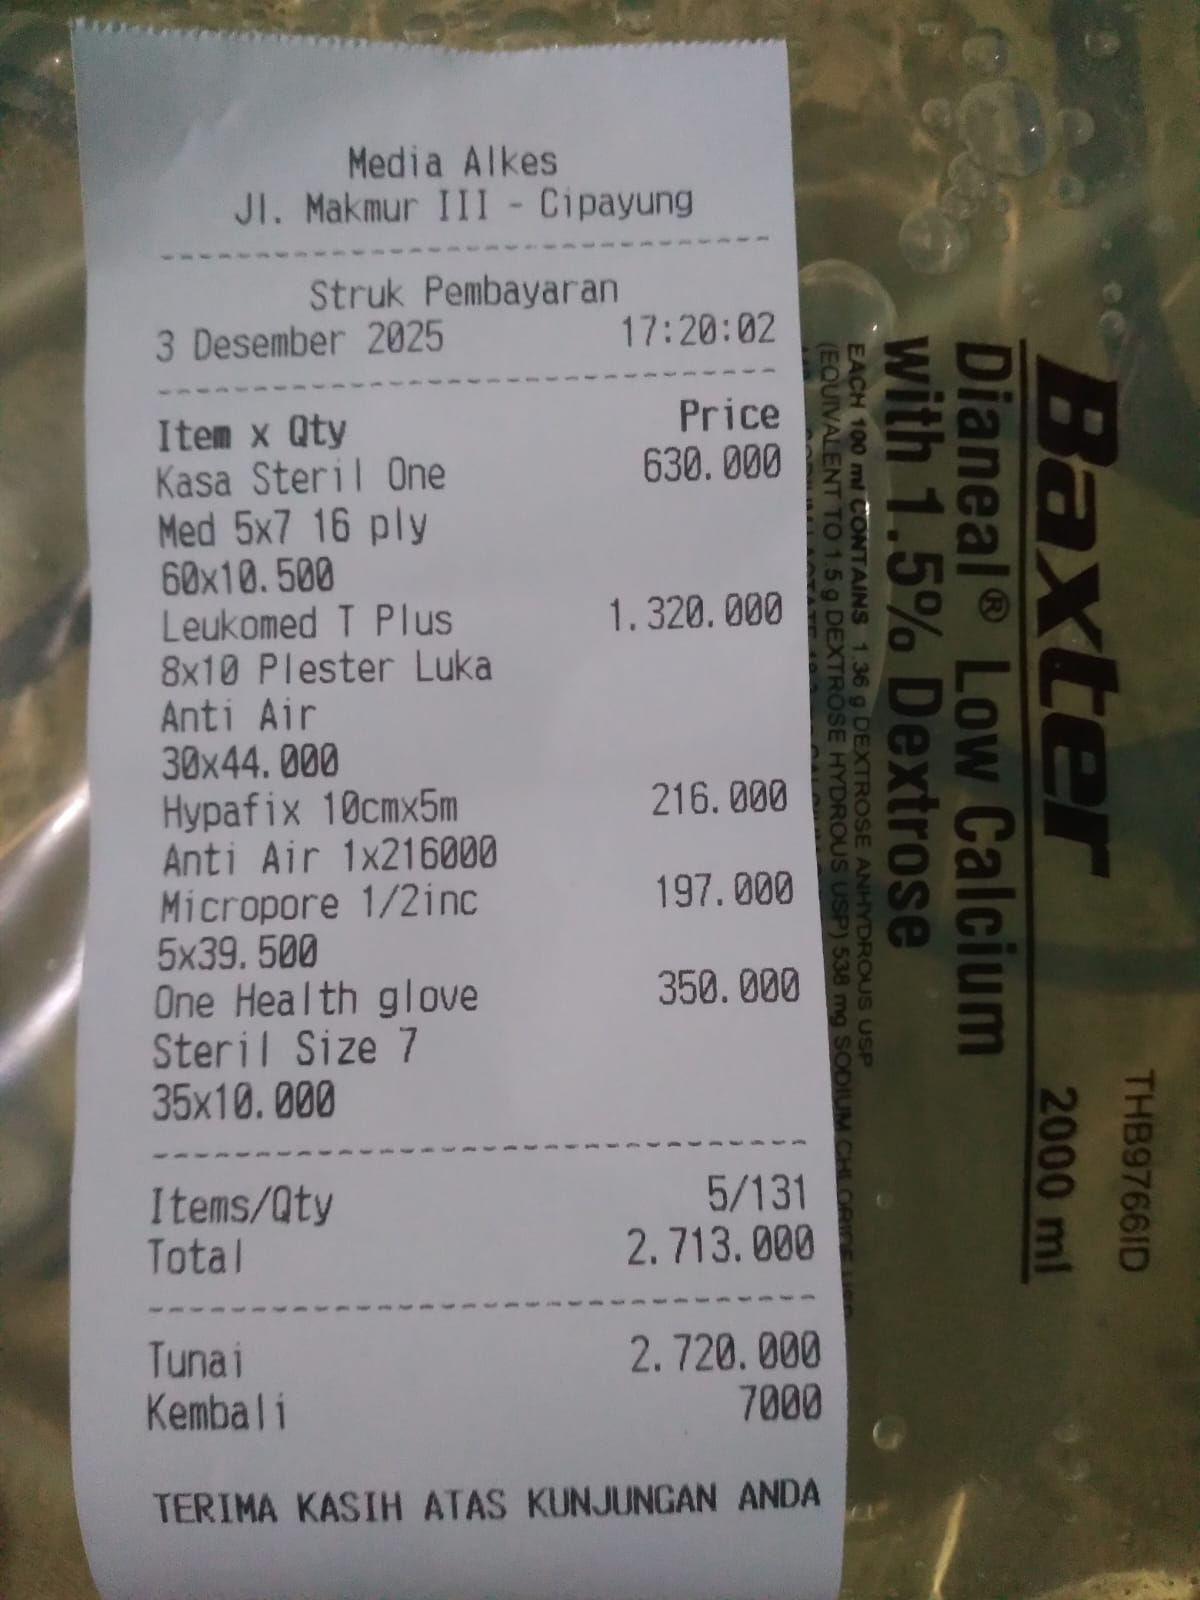 Media Alkes
Jl. Makmur III - Cipayung
--------------------------------
Struk Pembayaran
3 Desember 2025 17:20:02
--------------------------------
Item x Qty Price
Kasa Steril One 630.000
Med 5x7 16 ply
60x10.500
Leukomed T Plus 1.320.000
8x10 Plester Luka
Anti Air
30x44.000
Hypafix 10cmx5m 216.000
Anti Air 1x216000
Micropore 1/2inc 197.000
5x39.500
One Health glove 350.000
Steril Size 7
35x10.000
--------------------------------
Items/Qty 5/131
Total 2.713.000
--------------------------------
Tunai 2.720.000
Kembali 7000
TERIMA KASIH ATAS KUNJUNGAN ANDA
THB9766ID
Baxter 2000 ml
Dianeal® Low Calcium
with 1.5% Dextrose
EACH 100 ml CONTAINS 1.36 g DEXTROSE ANHYDROUS USP
(EQUIVALENT TO 1.5 g DEXTROSE HYDROUS USP) 538 mg SODIUM CHLORIDE USP